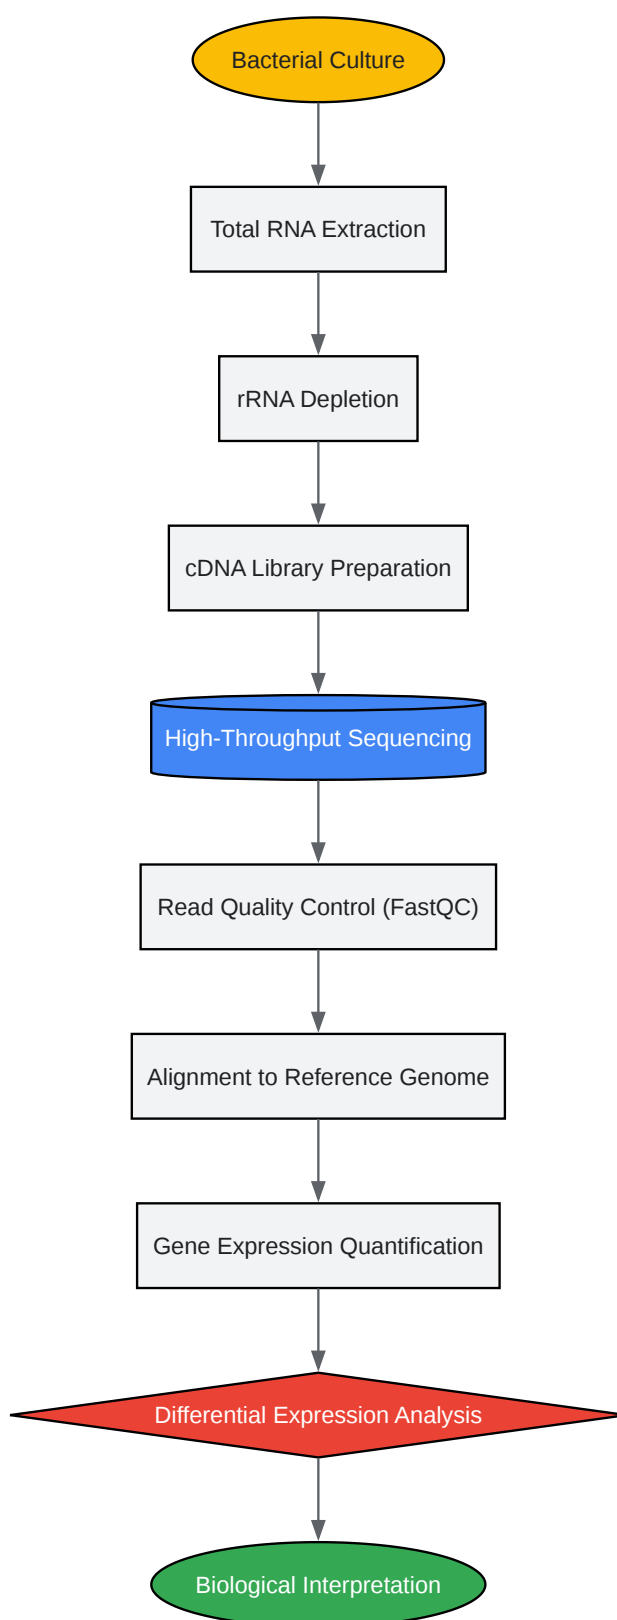 Bacterial Culture
Total RNA Extraction
rRNA Depletion
cDNA Library Preparation
High-Throughput Sequencing
Read Quality Control (FastQC)
Alignment to Reference Genome
Gene Expression Quantification
Differential Expression Analysis
Biological Interpretation